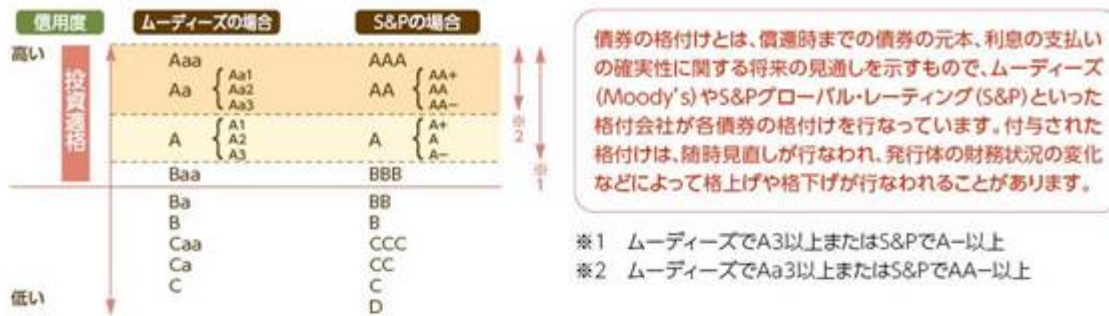 信用度 ムーディーズの場合 S&Pの場合
高い
投資適格
Aaa AAA
Aa Aa1 Aa2 Aa3 AA AA+ AA AA−
A A1 A2 A3 A A+ A A−
Baa BBB
※2
※1
Ba BB
B B
Caa CCC
Ca CC
C C
低い D
債券の格付けとは、償還時までの債券の元本、利息の支払い
の確実性に関する将来の見通しを示すもので、ムーディーズ
(Moody's)やS&Pグローバル・レーティング(S&P)といった
格付会社が各債券の格付けを行なっています。付与された
格付けは、随時見直しが行なわれ、発行体の財務状況の変化
などによって格上げや格下げが行なわれることがあります。
※1 ムーディーズでA3以上またはS&PでA−以上
※2 ムーディーズでAa3以上またはS&PでAA−以上